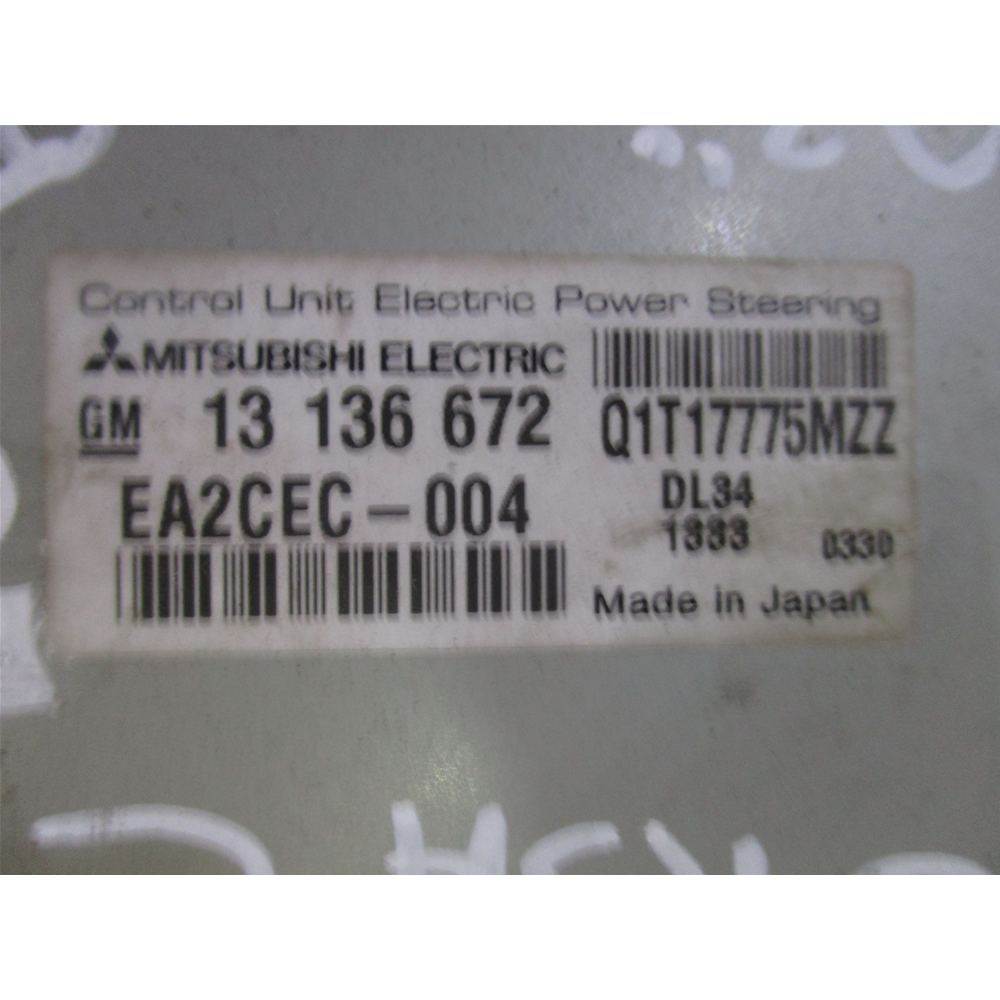 Control Unit Electric Power Steering
MITSUBISHI ELECTRIC
GM 13 136 672 Q1T17775MZZ
EA2CEC-004 DL34
1333 0330
Made in Japan